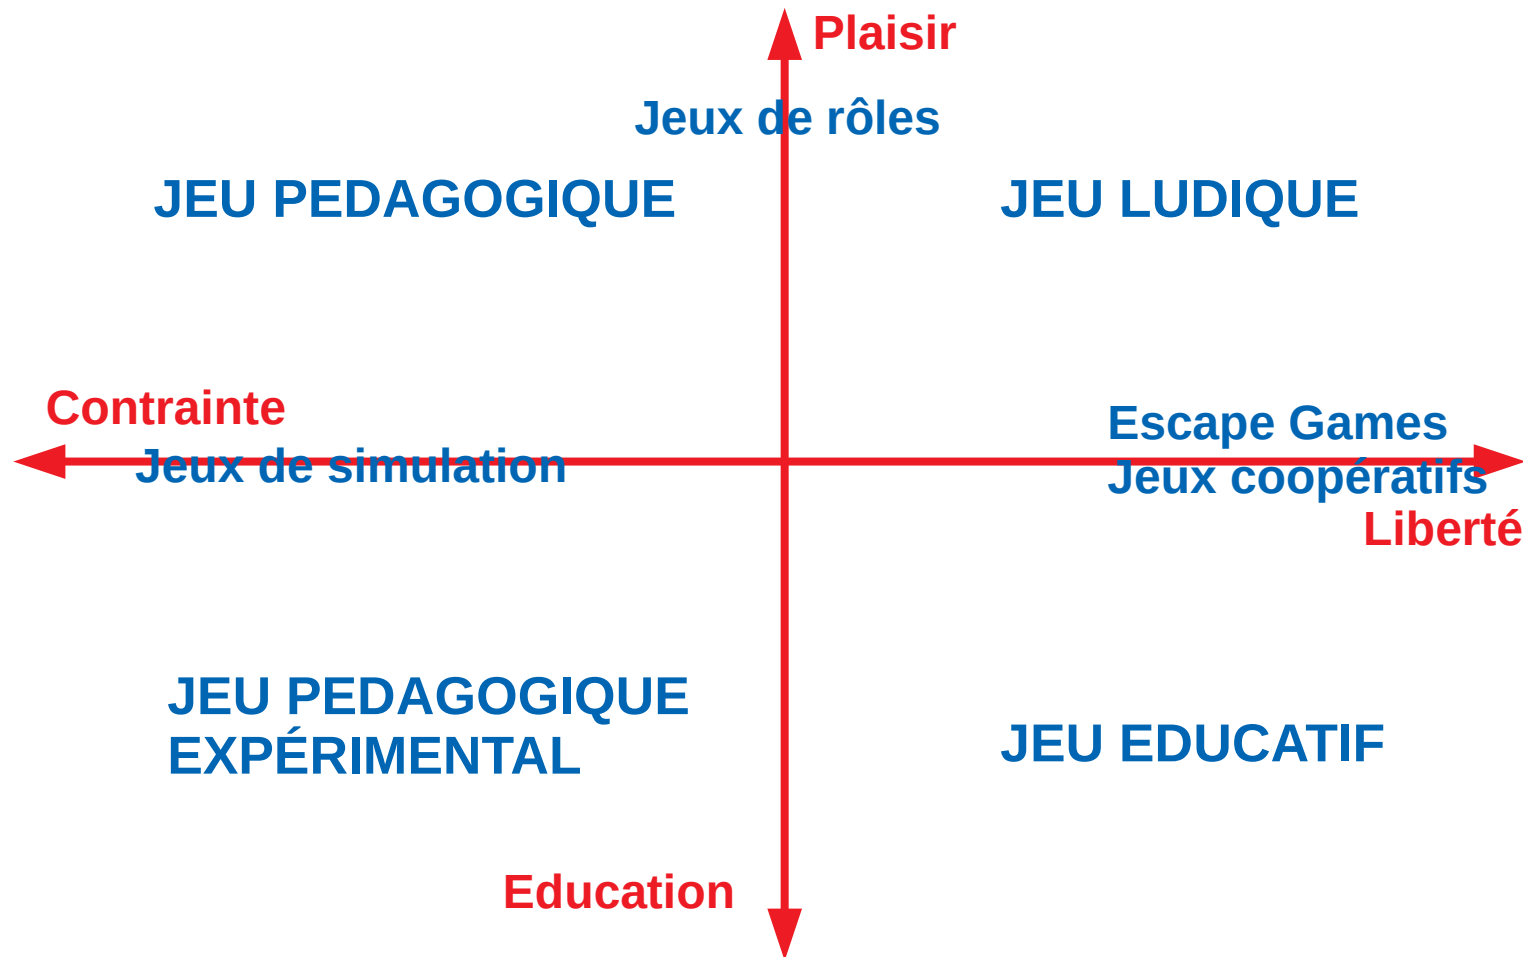 Plaisir
Jeux de rôles
JEU PEDAGOGIQUE
JEU LUDIQUE
Contrainte
Escape Games
Jeux de simulation
Jeux coopératifs
Liberté
JEU PEDAGOGIQUE
EXPÉRIMENTAL
JEU EDUCATIF
Education